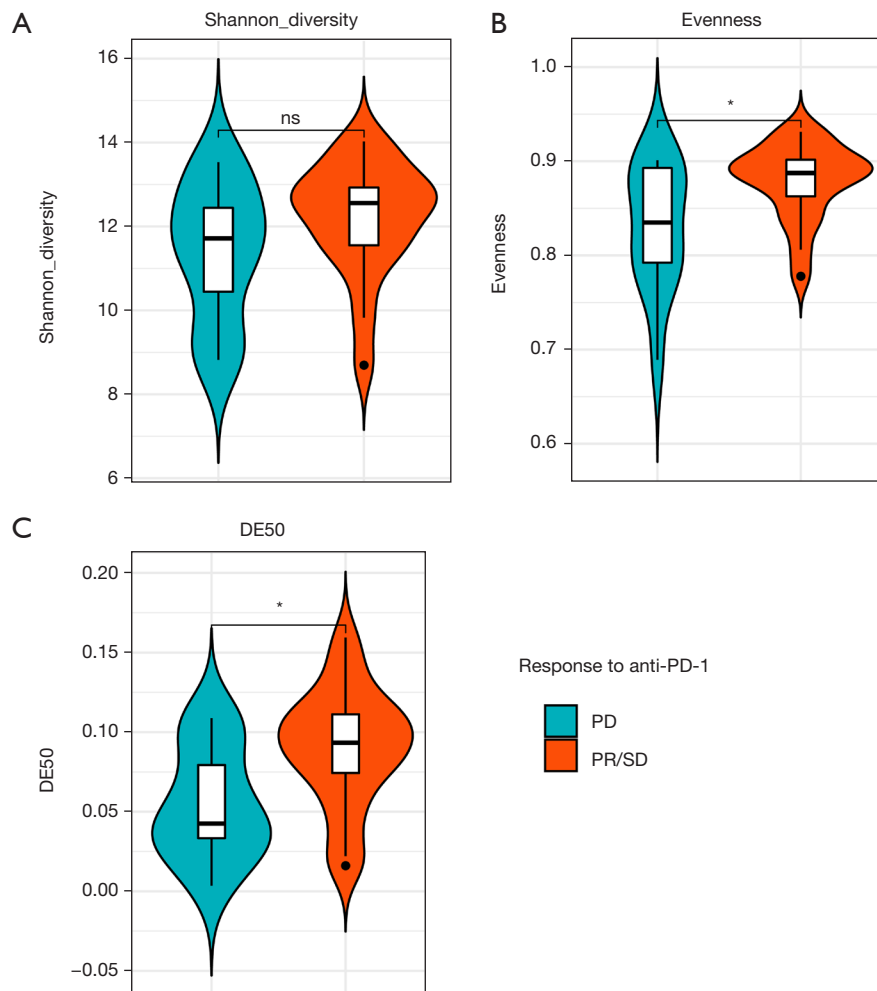 A
Shannon_diversity
Shannon_diversity
16
14
12
10
8
6
ns
B
Evenness
Evenness
1.0
0.9
0.8
0.7
0.6
*
C
DE50
DE50
0.20
0.15
0.10
0.05
0.00
−0.05
*
Response to anti-PD-1
PD
PR/SD